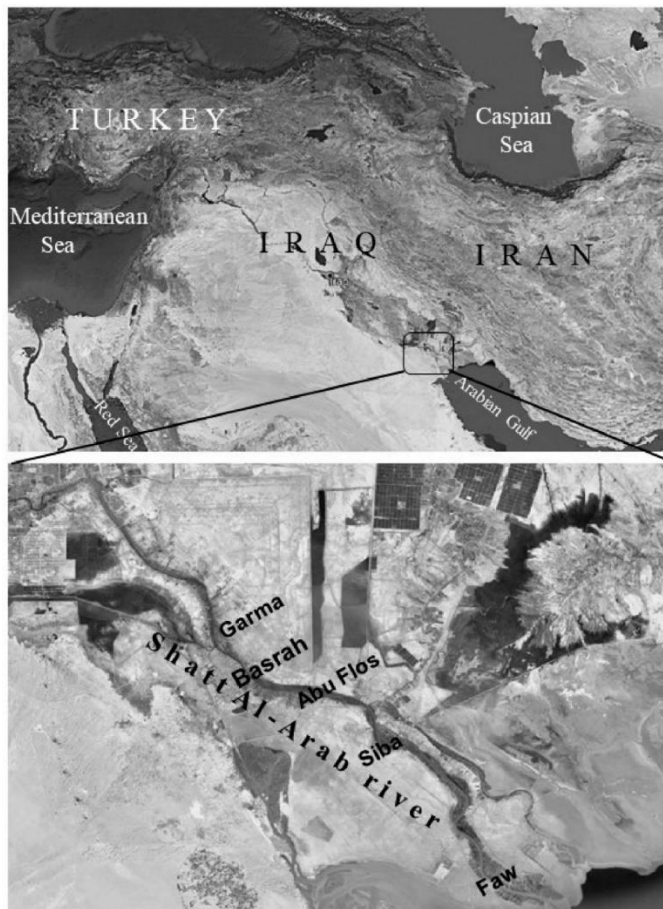 TURKEY
Caspian
Sea
Mediterranean
Sea
IRAQ
IRAN
Iraq
Red Sea
Arabian Gulf
Garma
Basrah
Abu Flos
Shatt Al-Arab river
Siba
Faw